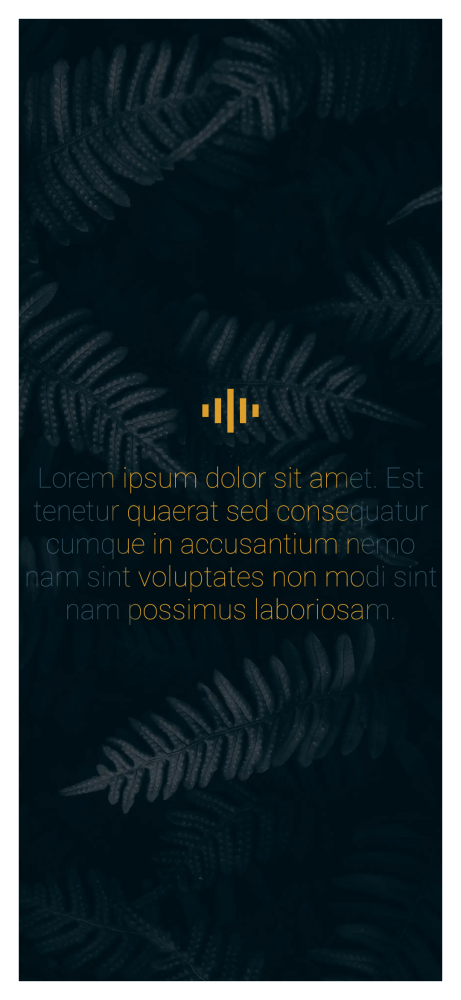 Lorem ipsum dolor sit amet. Est
tenetur quaerat sed consequatur
cumque in accusantium nemo
nam sint voluptates non modi sint
nam possimus laboriosam.